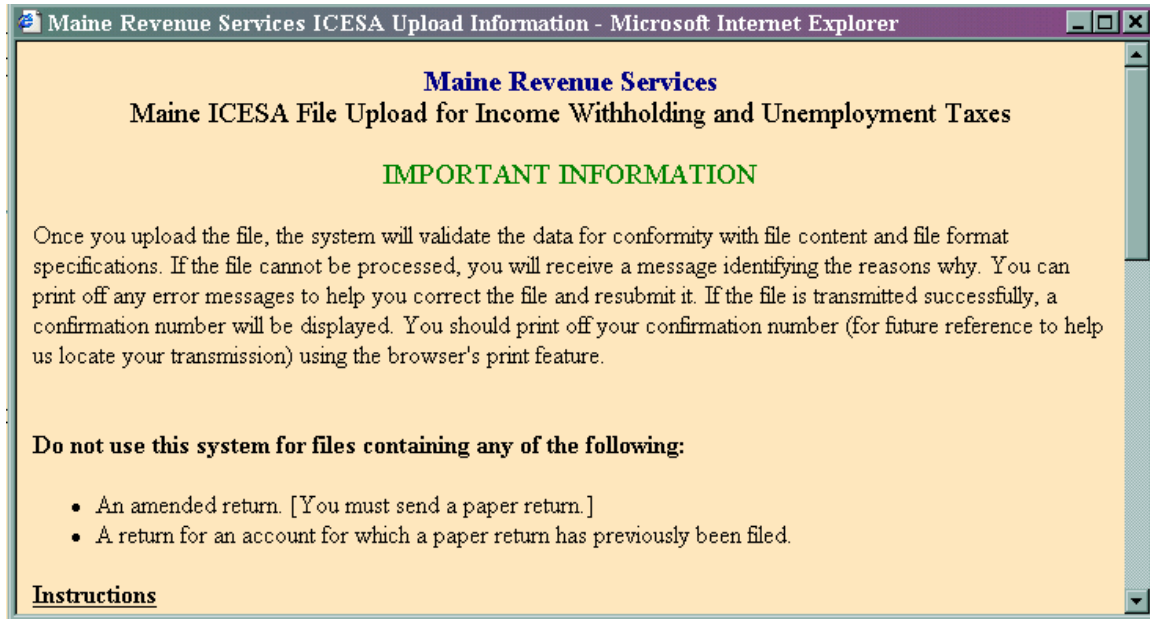 Maine Revenue Services ICESA Upload Information - Microsoft Internet Explorer
Maine Revenue Services
Maine ICESA File Upload for Income Withholding and Unemployment Taxes
IMPORTANT INFORMATION
Once you upload the file, the system will validate the data for conformity with file content and file format
specifications. If the file cannot be processed, you will receive a message identifying the reasons why. You can
print off any error messages to help you correct the file and resubmit it. If the file is transmitted successfully, a
confirmation number will be displayed. You should print off your confirmation number (for future reference to help
us locate your transmission) using the browser's print feature.
Do not use this system for files containing any of the following:
• An amended return. [You must send a paper return.]
• A return for an account for which a paper return has previously been filed.
Instructions